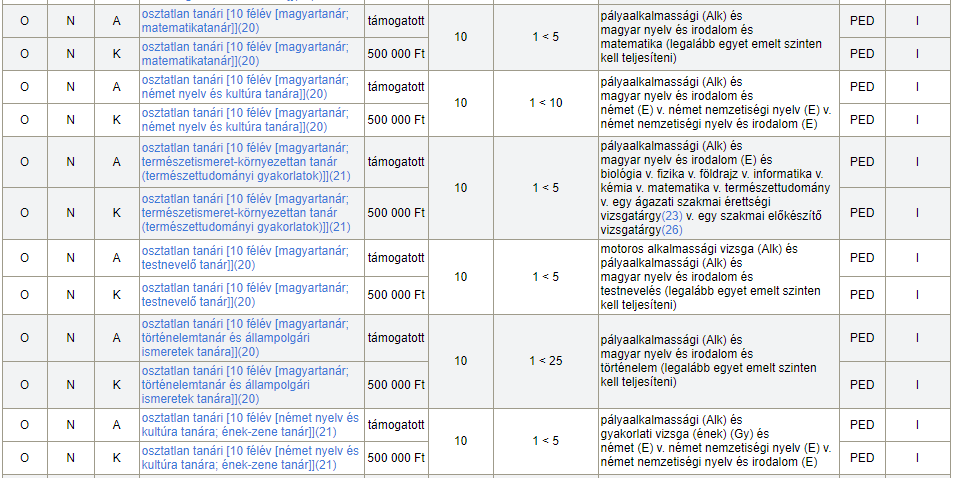 O N A osztatlan tanári [10 félév [magyartanár; matematikatanár]](20) támogatott 10 1 < 5 pályaalkalmassági (Alk) és
magyar nyelv és irodalom és
matematika (legalább egyet emelt szinten
kell teljesíteni) PED I
O N K osztatlan tanári [10 félév [magyartanár;
matematikatanár]](20) 500 000 Ft PED I
O N A osztatlan tanári [10 félév [magyartanár;
német nyelv és kultúra tanára]](20) támogatott 10 1 < 10 pályaalkalmassági (Alk) és
magyar nyelv és irodalom és
német (E) v. német nemzetiségi nyelv (E) v.
német nemzetiségi nyelv és irodalom (E) PED I
O N K osztatlan tanári [10 félév [magyartanár;
német nyelv és kultúra tanára]](20) 500 000 Ft PED I
O N A osztatlan tanári [10 félév [magyartanár;
természetismeret-környezettan tanár
(természettudományi gyakorlatok)]](21) támogatott 10 1 < 5 pályaalkalmassági (Alk) és
magyar nyelv és irodalom (E) és
biológia v. fizika v. földrajz v. informatika v.
kémia v. matematika v. természettudomány
v. egy ágazati szakmai érettségi
vizsgatárgy(23) v. egy szakmai előkészítő
vizsgatárgy(26) PED I
O N K osztatlan tanári [10 félév [magyartanár;
természetismeret-környezettan tanár
(természettudományi gyakorlatok)]](21) 500 000 Ft PED I
O N A osztatlan tanári [10 félév [magyartanár;
testnevelő tanár]](20) támogatott 10 1 < 5 motoros alkalmassági vizsga (Alk) és
pályaalkalmassági (Alk) és
magyar nyelv és irodalom és
testnevelés (legalább egyet emelt szinten
kell teljesíteni) PED I
O N K osztatlan tanári [10 félév [magyartanár;
testnevelő tanár]](20) 500 000 Ft PED I
O N A osztatlan tanári [10 félév [magyartanár;
történelemtanár és állampolgári
ismeretek tanára]](20) támogatott 10 1 < 25 pályaalkalmassági (Alk) és
magyar nyelv és irodalom és
történelem (legalább egyet emelt szinten
kell teljesíteni) PED I
O N K osztatlan tanári [10 félév [magyartanár;
történelemtanár és állampolgári
ismeretek tanára]](20) 500 000 Ft PED I
O N A osztatlan tanári [10 félév [német nyelv és
kultúra tanára; ének-zene tanár]](21) támogatott 10 1 < 5 pályaalkalmassági (Alk) és
gyakorlati vizsga (ének) (Gy) és
német (E) v. német nemzetiségi nyelv (E) v.
német nemzetiségi nyelv és irodalom (E) PED I
O N K osztatlan tanári [10 félév [német nyelv és
kultúra tanára; ének-zene tanár]](21) 500 000 Ft PED I